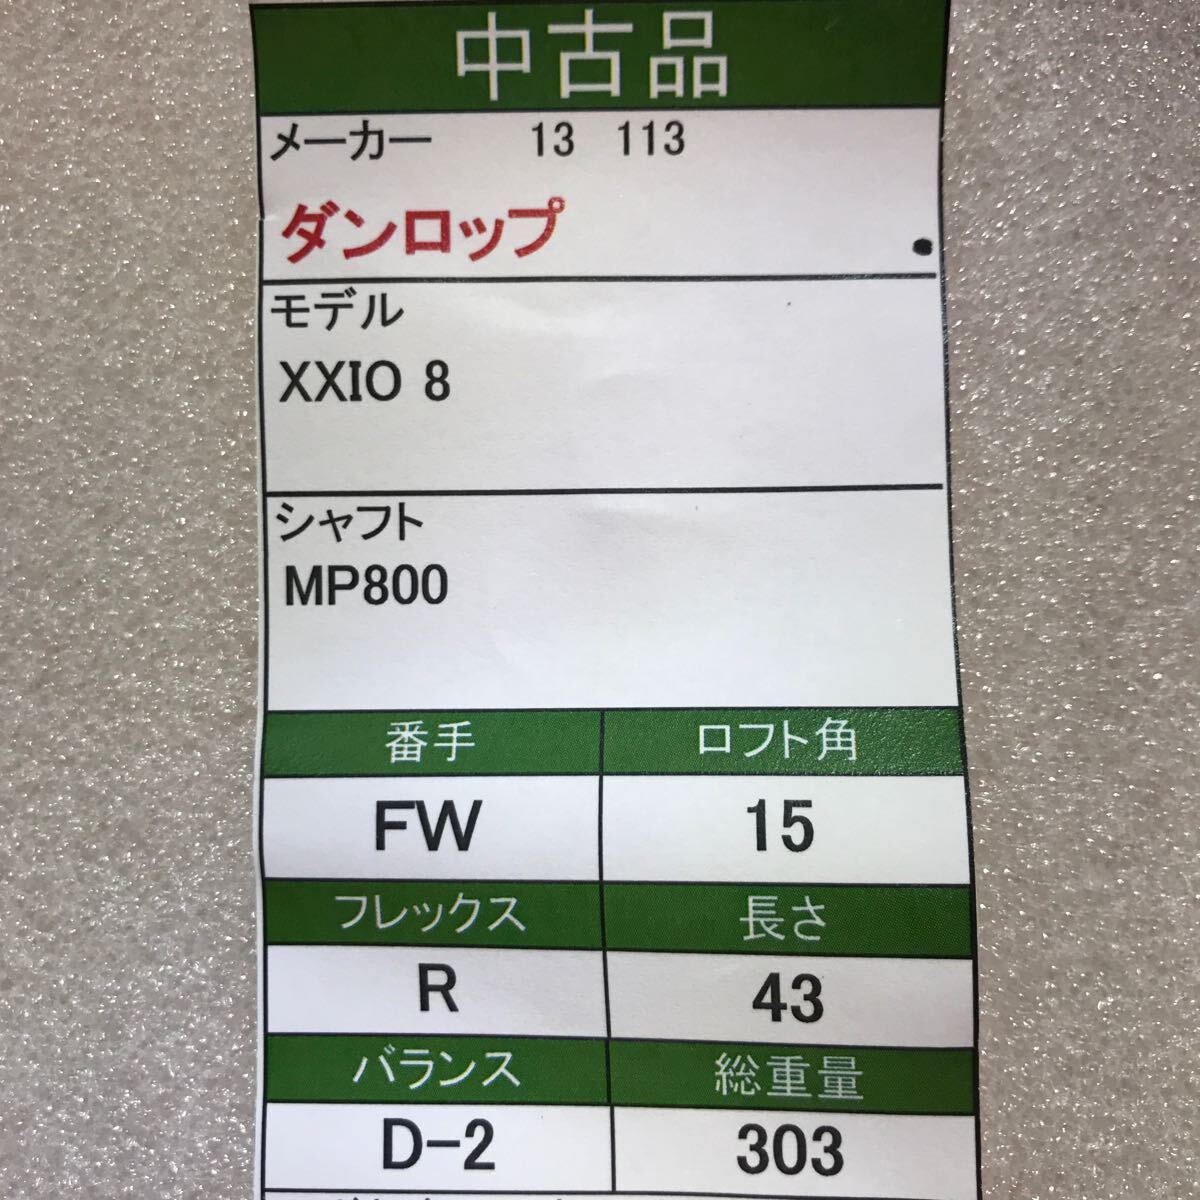 中古品
メーカー 13 113
ダンロップ
モデル
XXIO 8
シャフト
MP800
番手 ロフト角
FW 15
フレックス 長さ
R 43
バランス 総重量
D-2 303